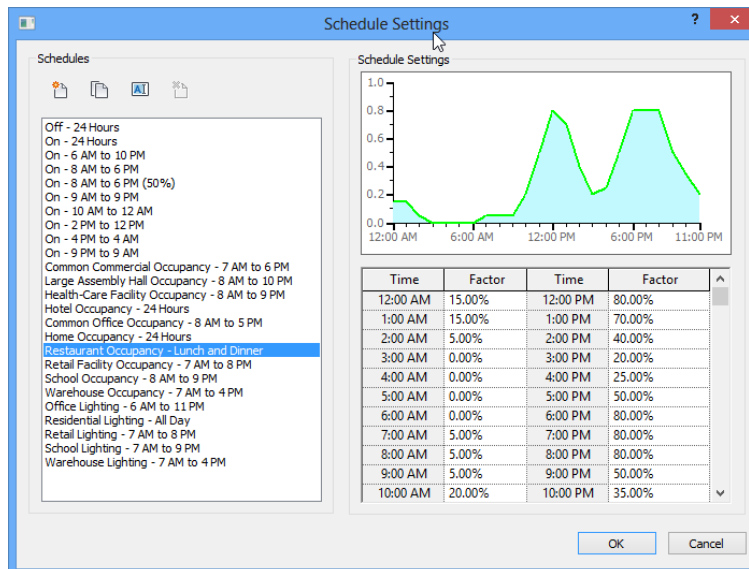 Schedule Settings
?
×
Schedules
AI
Off - 24 Hours
On - 24 Hours
On - 6 AM to 10 PM
On - 8 AM to 6 PM
On - 8 AM to 6 PM (50%)
On - 9 AM to 9 PM
On - 10 AM to 12 AM
On - 2 PM to 12 PM
On - 4 PM to 4 AM
On - 9 PM to 9 AM
Common Commercial Occupancy - 7 AM to 6 PM
Large Assembly Hall Occupancy - 8 AM to 10 PM
Health-Care Facility Occupancy - 8 AM to 9 PM
Hotel Occupancy - 24 Hours
Common Office Occupancy - 8 AM to 5 PM
Home Occupancy - 24 Hours
Restaurant Occupancy - Lunch and Dinner
Retail Facility Occupancy - 7 AM to 8 PM
School Occupancy - 8 AM to 9 PM
Warehouse Occupancy - 7 AM to 4 PM
Office Lighting - 6 AM to 11 PM
Residential Lighting - All Day
Retail Lighting - 7 AM to 8 PM
School Lighting - 7 AM to 9 PM
Warehouse Lighting - 7 AM to 4 PM
Schedule Settings
1.0
0.8
0.6
0.4
0.2
0.0
12:00 AM 6:00 AM 12:00 PM 6:00 PM 11:00 PM
Time Factor Time Factor
12:00 AM 15.00% 12:00 PM 80.00%
1:00 AM 15.00% 1:00 PM 70.00%
2:00 AM 5.00% 2:00 PM 40.00%
3:00 AM 0.00% 3:00 PM 20.00%
4:00 AM 0.00% 4:00 PM 25.00%
5:00 AM 0.00% 5:00 PM 50.00%
6:00 AM 0.00% 6:00 PM 80.00%
7:00 AM 5.00% 7:00 PM 80.00%
8:00 AM 5.00% 8:00 PM 80.00%
9:00 AM 5.00% 9:00 PM 50.00%
10:00 AM 20.00% 10:00 PM 35.00%
OK Cancel